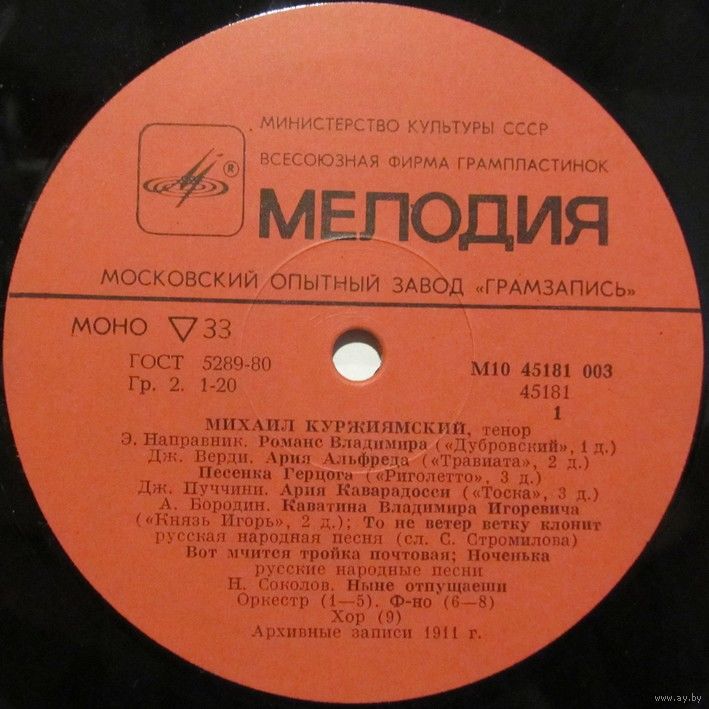 МИНИСТЕРСТВО КУЛЬТУРЫ СССР
ВСЕСОЮЗНАЯ ФИРМА ГРАМПЛАСТИНОК
®
МЕЛОДИЯ
МОСКОВСКИЙ ОПЫТНЫЙ ЗАВОД «ГРАМЗАПИСЬ»
МОНО ▽ 33
ГОСТ 5289-80
Гр. 2. 1-20
М10 45181 003
45181
1
МИХАИЛ КУРЖИЯМСКИЙ, тенор
Э. Направник. Романс Владимира («Дубровский», 1 д.)
Дж. Верди. Ария Альфреда («Травиата», 2 д.)
Песенка Герцога («Риголетто», 3 д.)
Дж. Пуччини. Ария Каварадосси («Тоска», 3 д.)
А. Бородин. Каватина Владимира Игоревича
(«Князь Игорь», 2 д.); То не ветер ветку клонит
русская народная песня (сл. С. Стромилова)
Вот мчится тройка почтовая; Ноченька
русские народные песни
Н. Соколов. Ныне отпущаеши
Оркестр (1—5). Ф-но (6—8)
Хор (9)
Архивные записи 1911 г.
www.ay.by